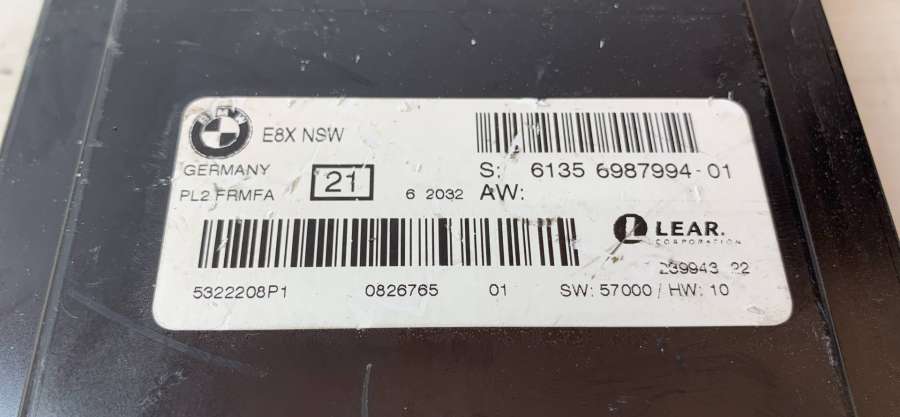 BMW
E8X NSW
GERMANY
PL2 FRMFA
21
6 2032
S: 6135 6987994-01
AW:
LEAR.
CORPORATION
239943 22
5322208P1 0826765 01 SW: 57000 / HW: 10